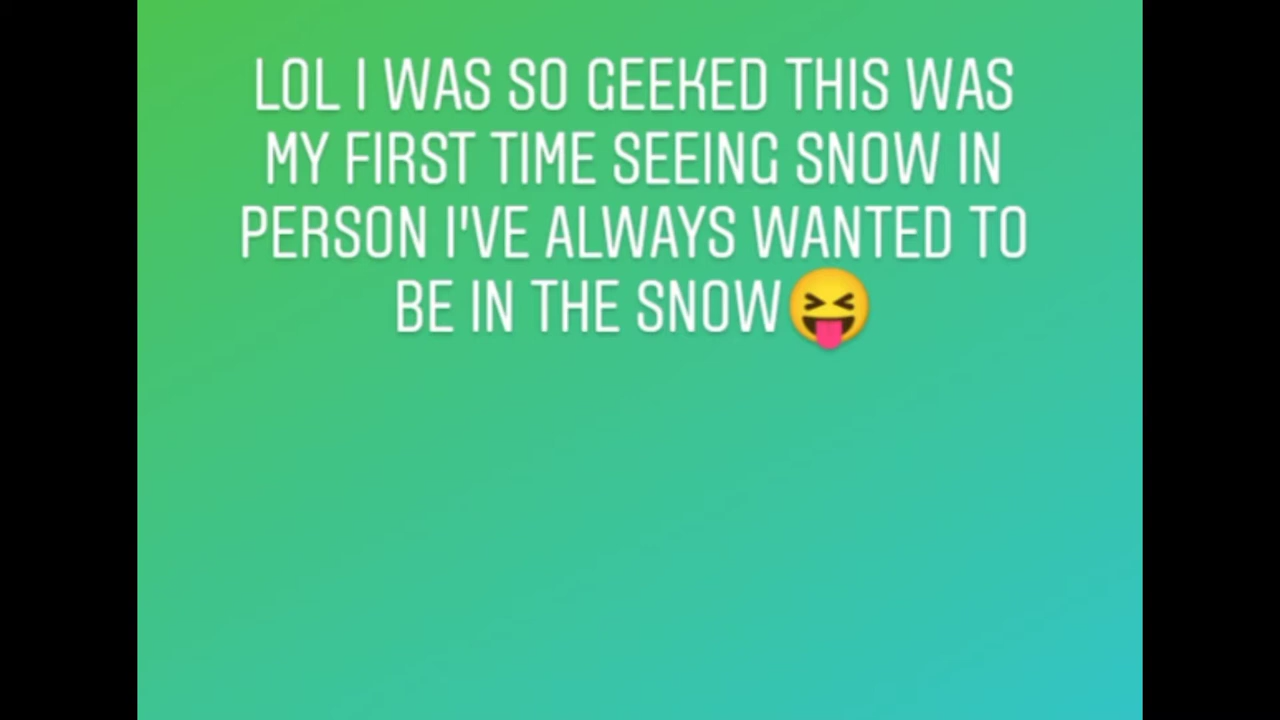 LOL I WAS SO GEEKED THIS WAS
MY FIRST TIME SEEING SNOW IN
PERSON I'VE ALWAYS WANTED TO
BE IN THE SNOW😝